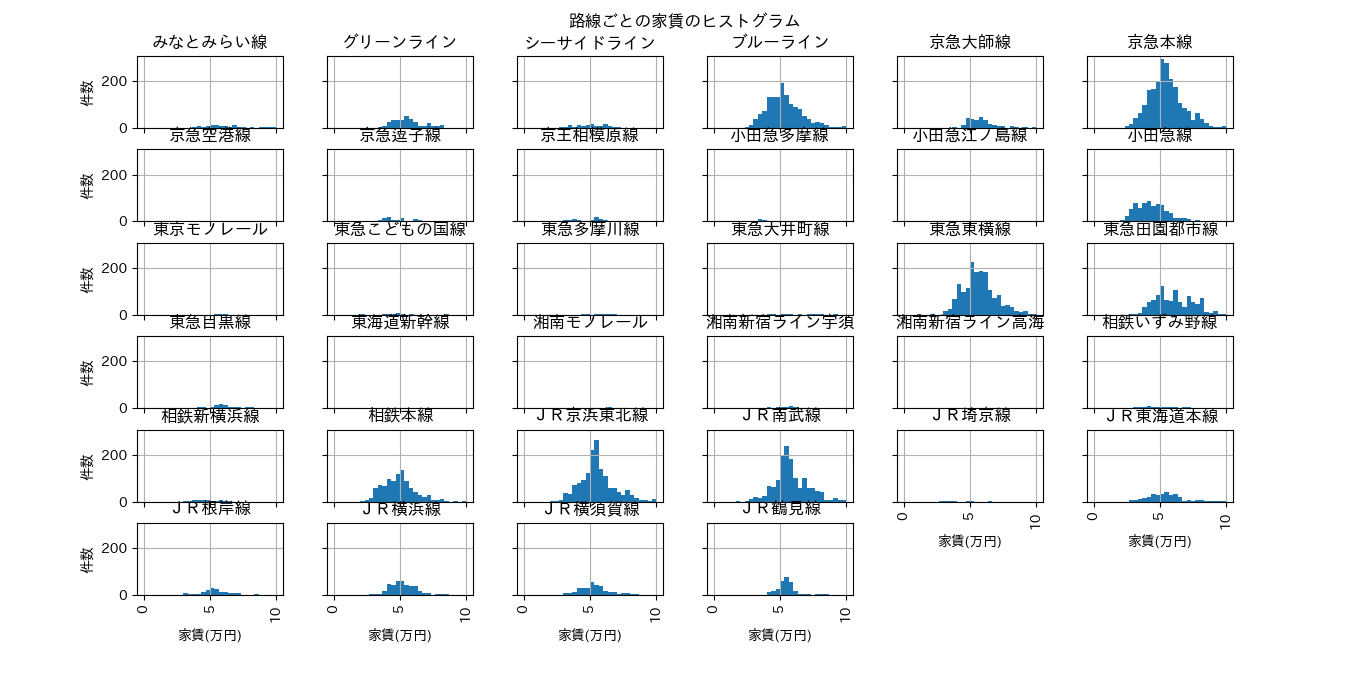 路線ごとの家賃のヒストグラム
みなとみらい線 グリーンライン シーサイドライン ブルーライン 京急大師線 京急本線
200
件数
0
京急空港線 京急逗子線 京王相模原線 小田急多摩線 小田急江ノ島線 小田急線
200
件数
0
東京モノレール 東急こどもの国線 東急多摩川線 東急大井町線 東急東横線 東急田園都市線
200
件数
0
東急目黒線 東海道新幹線 湘南モノレール 湘南新宿ライン宇須 湘南新宿ライン高海 相鉄いずみ野線
200
件数
0
相鉄新横浜線 相鉄本線 ＪＲ京浜東北線 ＪＲ南武線 ＪＲ埼京線 ＪＲ東海道本線
200
件数
0
0 5 10 0 5 10
家賃(万円) 家賃(万円)
ＪＲ根岸線 ＪＲ横浜線 ＪＲ横須賀線 ＪＲ鶴見線
200
件数
0
0 5 10 0 5 10 0 5 10 0 5 10
家賃(万円) 家賃(万円) 家賃(万円) 家賃(万円)